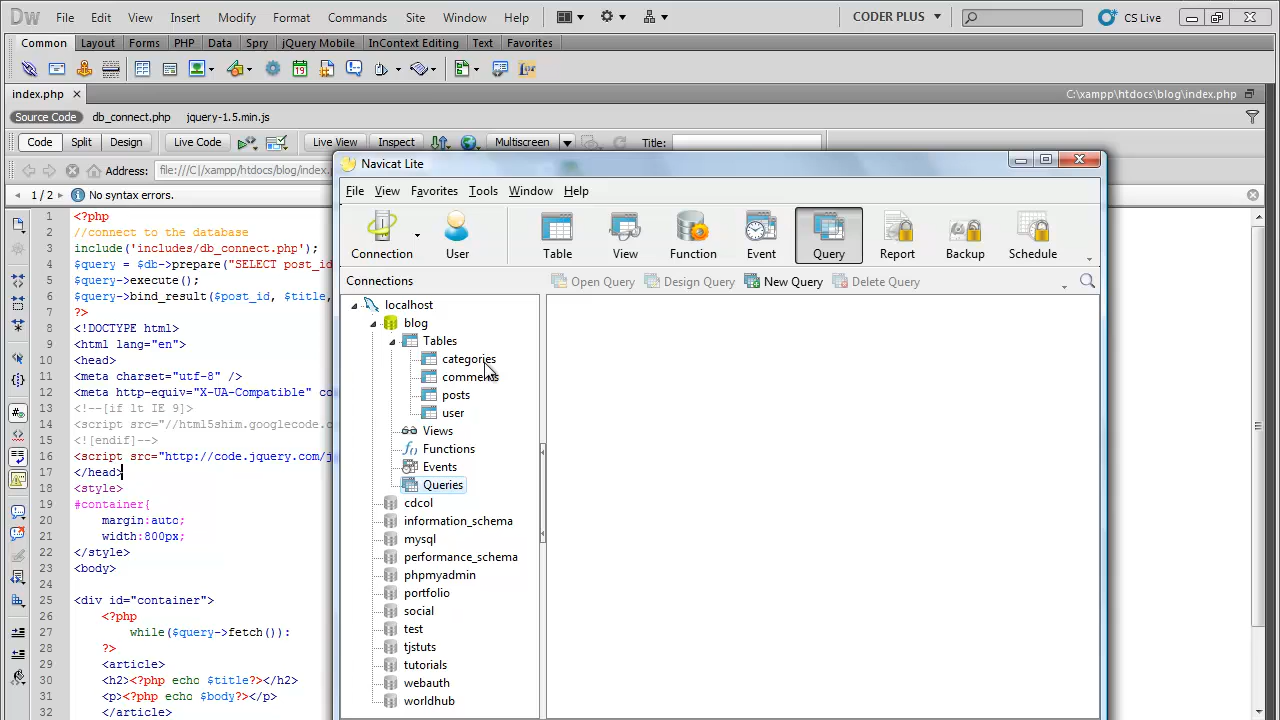 Dw File Edit View Insert Modify Format Commands Site Window Help CODER PLUS CS Live
Common Layout Forms PHP Data Spry jQuery Mobile InContext Editing Text Favorites
index.php C:\xampp\htdocs\blog\index.php
Source Code db_connect.php jquery-1.5.min.js
Code Split Design Live Code Live View Inspect Multiscreen Title:
Address: file:///C|/xampp/htdocs/blog/index.
1 / 2 No syntax errors.
1 <?php
2 //connect to the database
3 include('includes/db_connect.php');
4 $query = $db->prepare("SELECT post_id
5 $query->execute();
6 $query->bind_result($post_id, $title,
7 ?>
8 <!DOCTYPE html>
9 <html lang="en">
10 <head>
11 <meta charset="utf-8" />
12 <meta http-equiv="X-UA-Compatible" co
13 <!--[if lt IE 9]>
14 <script src="//html5shim.googlecode.c
15 <![endif]-->
16 <script src="http://code.jquery.com/j
17 </head>
18 <style>
19 #container{
20 margin:auto;
21 width:800px;
22 </style>
23 <body>
24
25 <div id="container">
26 <?php
27 while($query->fetch()):
28 ?>
29 <article>
30 <h2><?php echo $title?></h2>
31 <p><?php echo $body?></p>
32 </article>
Navicat Lite
File View Favorites Tools Window Help
Connection User Table View Function Event Query Report Backup Schedule
Connections Open Query Design Query New Query Delete Query
localhost
blog
Tables
categories
comments
posts
user
Views
Functions
Events
Queries
cdcol
information_schema
mysql
performance_schema
phpmyadmin
portfolio
social
test
tjstuts
tutorials
webauth
worldhub